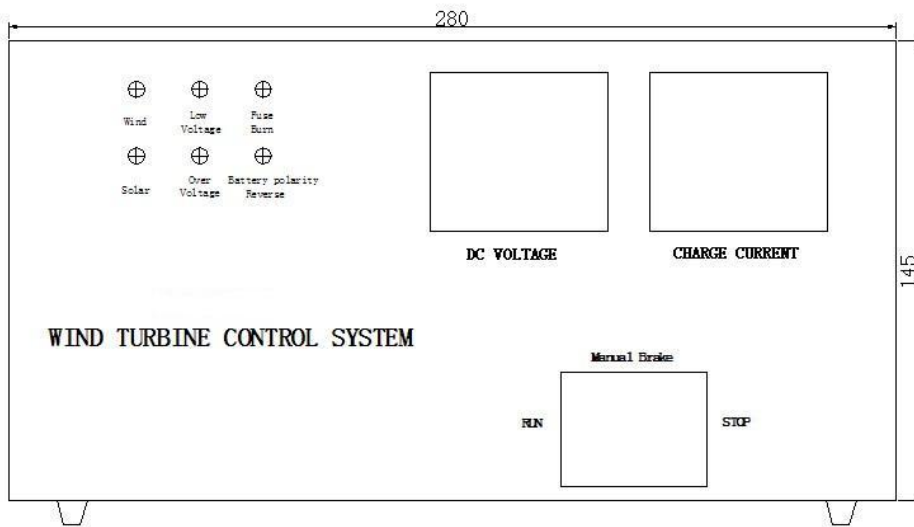 280
Wind
Low
Voltage
Fuse
Burn
Solar
Over
Voltage
Battery polarity
Reverse
DC VOLTAGE
CHARGE CURRENT
145
WIND TURBINE CONTROL SYSTEM
Manual Brake
RUN
STOP